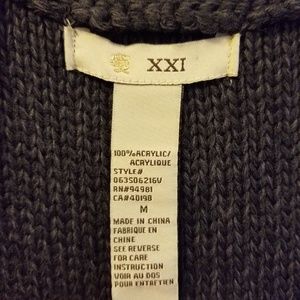 XXI
100% ACRYLIC/
ACRYLIQUE
STYLE#
063S06216V
RN#94981
CA#40198
M
MADE IN CHINA
FABRIQUE EN
CHINE
SEE REVERSE
FOR CARE
INSTRUCTION
VOIR AU DOS
POUR ENTRETIEN